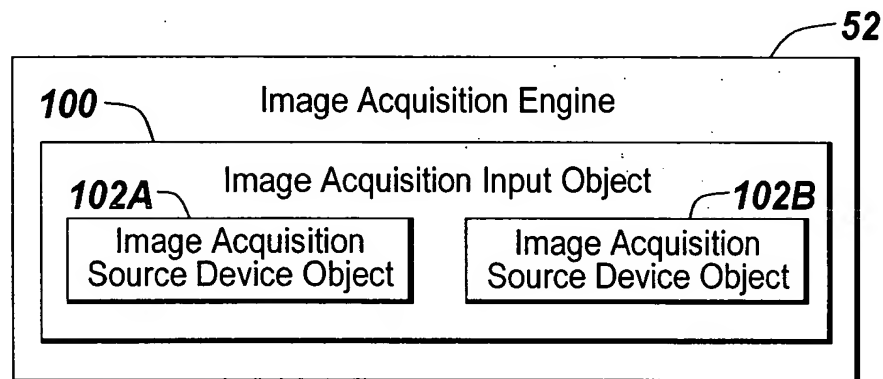 52
Image Acquisition Engine
100
Image Acquisition Input Object
102A
102B
Image Acquisition
Source Device Object
Image Acquisition
Source Device Object